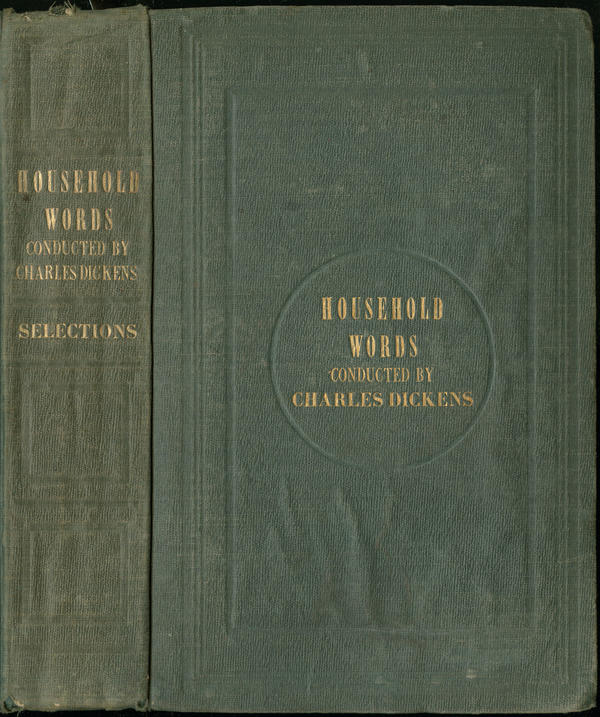 HOUSEHOLD
WORDS
CONDUCTED BY
CHARLES DICKENS
SELECTIONS
HOUSEHOLD
WORDS
CONDUCTED BY
CHARLES DICKENS